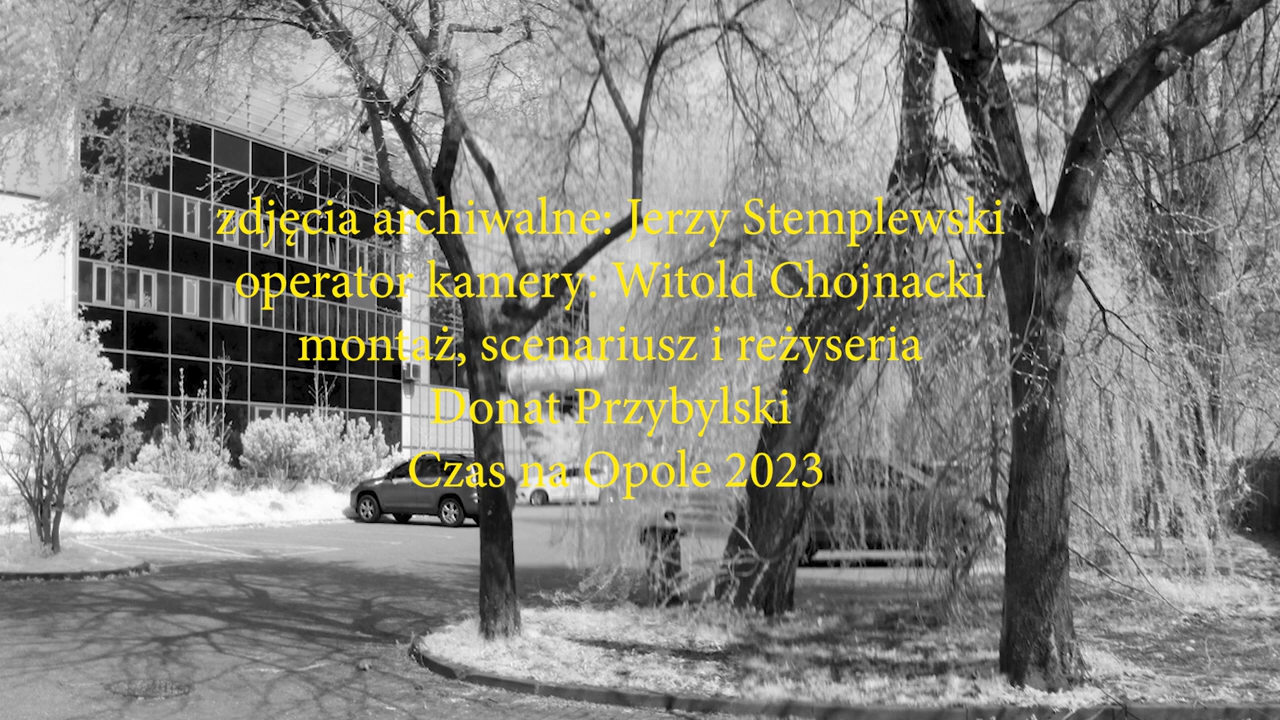 zdjęcia archiwalne: Jerzy Stemplewski
operator kamery: Witold Chojnacki
montaż, scenariusz i reżyseria
Donat Przybylski
Czas na Opole 2023